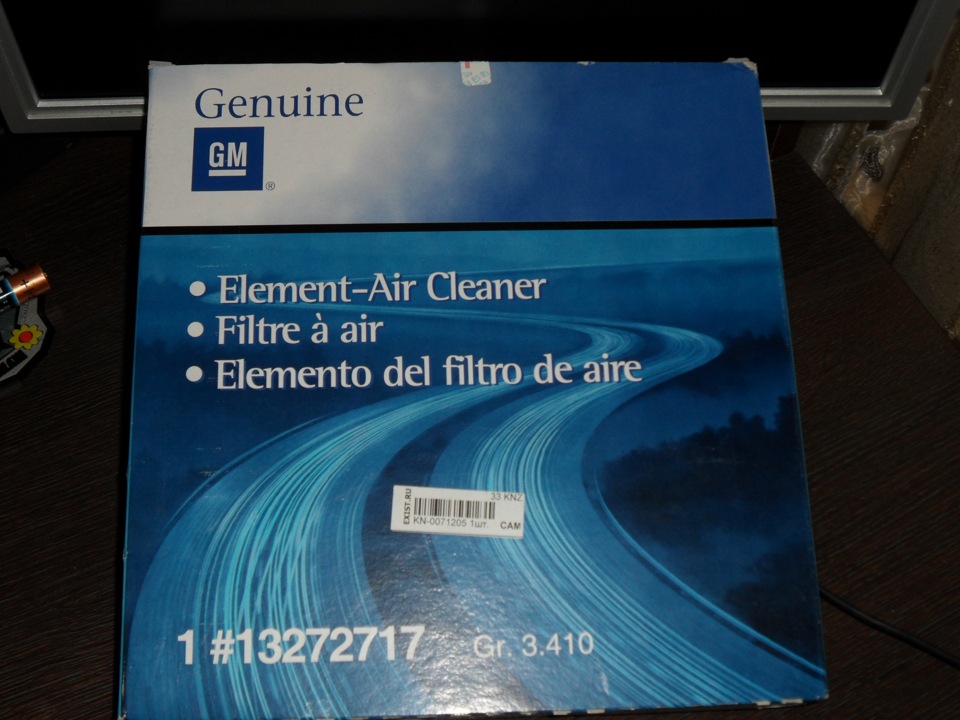 Genuine
GM
®
• Element-Air Cleaner
• Filtre à air
• Elemento del filtro de aire
EXIST.RU
33 KNZ
KN-0071205 1шт. САМ
1 #13272717 Gr. 3.410